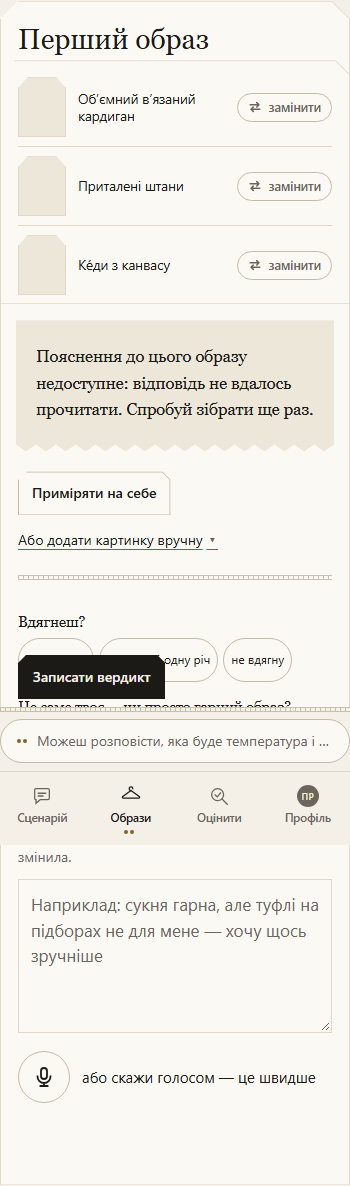 Перший образ
Об'ємний в'язаний
кардиган
замінити
Приталені штани
замінити
Ке́ди з канвасу
замінити
Пояснення до цього образу
недоступне: відповідь не вдалось
прочитати. Спробуй зібрати ще раз.
Приміряти на себе
Або додати картинку вручну
Вдягнеш?
одну річ
не вдягну
Записати вердикт
Можеш розповісти, яка буде температура і ...
Сценарій
Образи
Оцінити
ПР
Профіль
змінила.
Наприклад: сукня гарна, але туфлі на
підборах не для мене — хочу щось
зручніше
або скажи голосом — це швидше